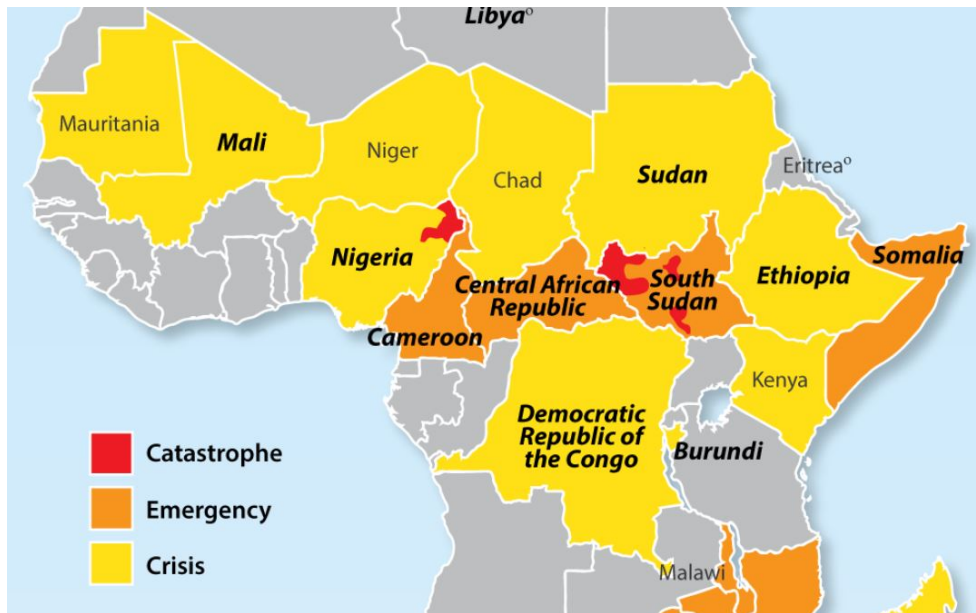 Libya°
Mauritania
Mali
Niger
Chad
Sudan
Eritrea°
Nigeria
Central African
Republic
South
Sudan
Ethiopia
Somalia
Cameroon
Kenya
Democratic
Republic of
the Congo
Burundi
Malawi
Catastrophe
Emergency
Crisis